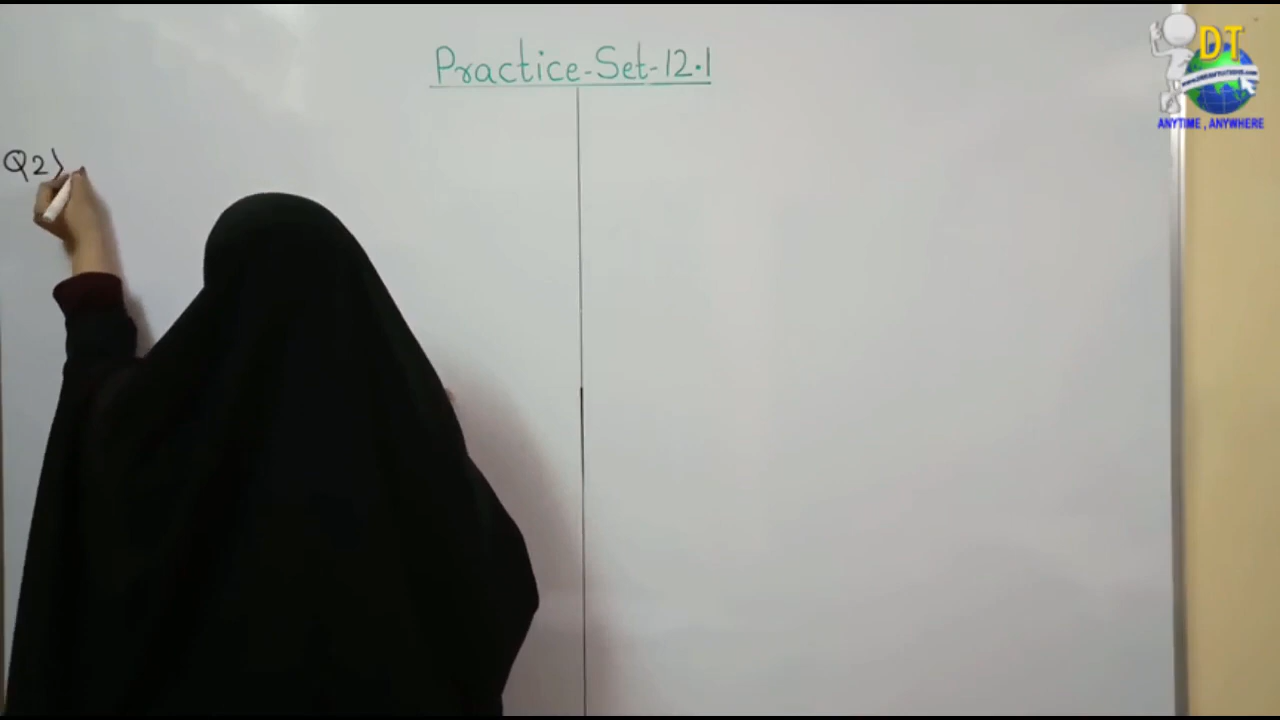 Practice-Set-12.1
Q2)
DT
ANYTIME , ANYWHERE